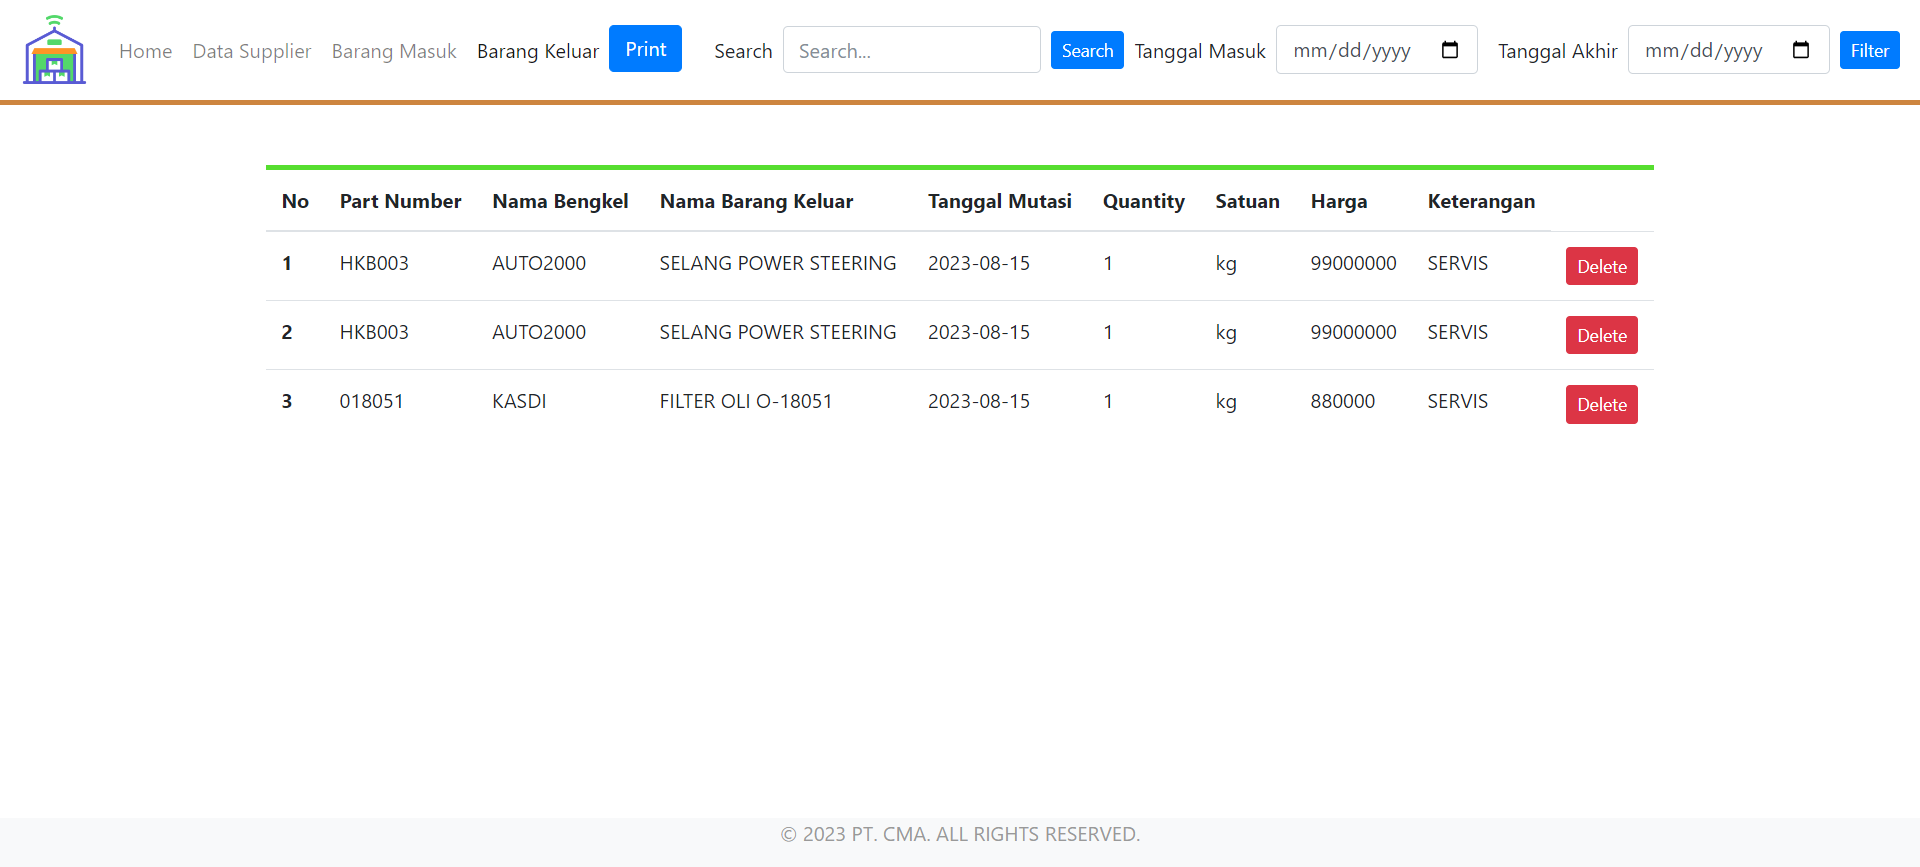 Home Data Supplier Barang Masuk Barang Keluar Print Search Search... Search Tanggal Masuk mm/dd/yyyy Tanggal Akhir mm/dd/yyyy Filter
No Part Number Nama Bengkel Nama Barang Keluar Tanggal Mutasi Quantity Satuan Harga Keterangan
1 HKB003 AUTO2000 SELANG POWER STEERING 2023-08-15 1 kg 99000000 SERVIS Delete
2 HKB003 AUTO2000 SELANG POWER STEERING 2023-08-15 1 kg 99000000 SERVIS Delete
3 018051 KASDI FILTER OLI O-18051 2023-08-15 1 kg 880000 SERVIS Delete
© 2023 PT. CMA. ALL RIGHTS RESERVED.